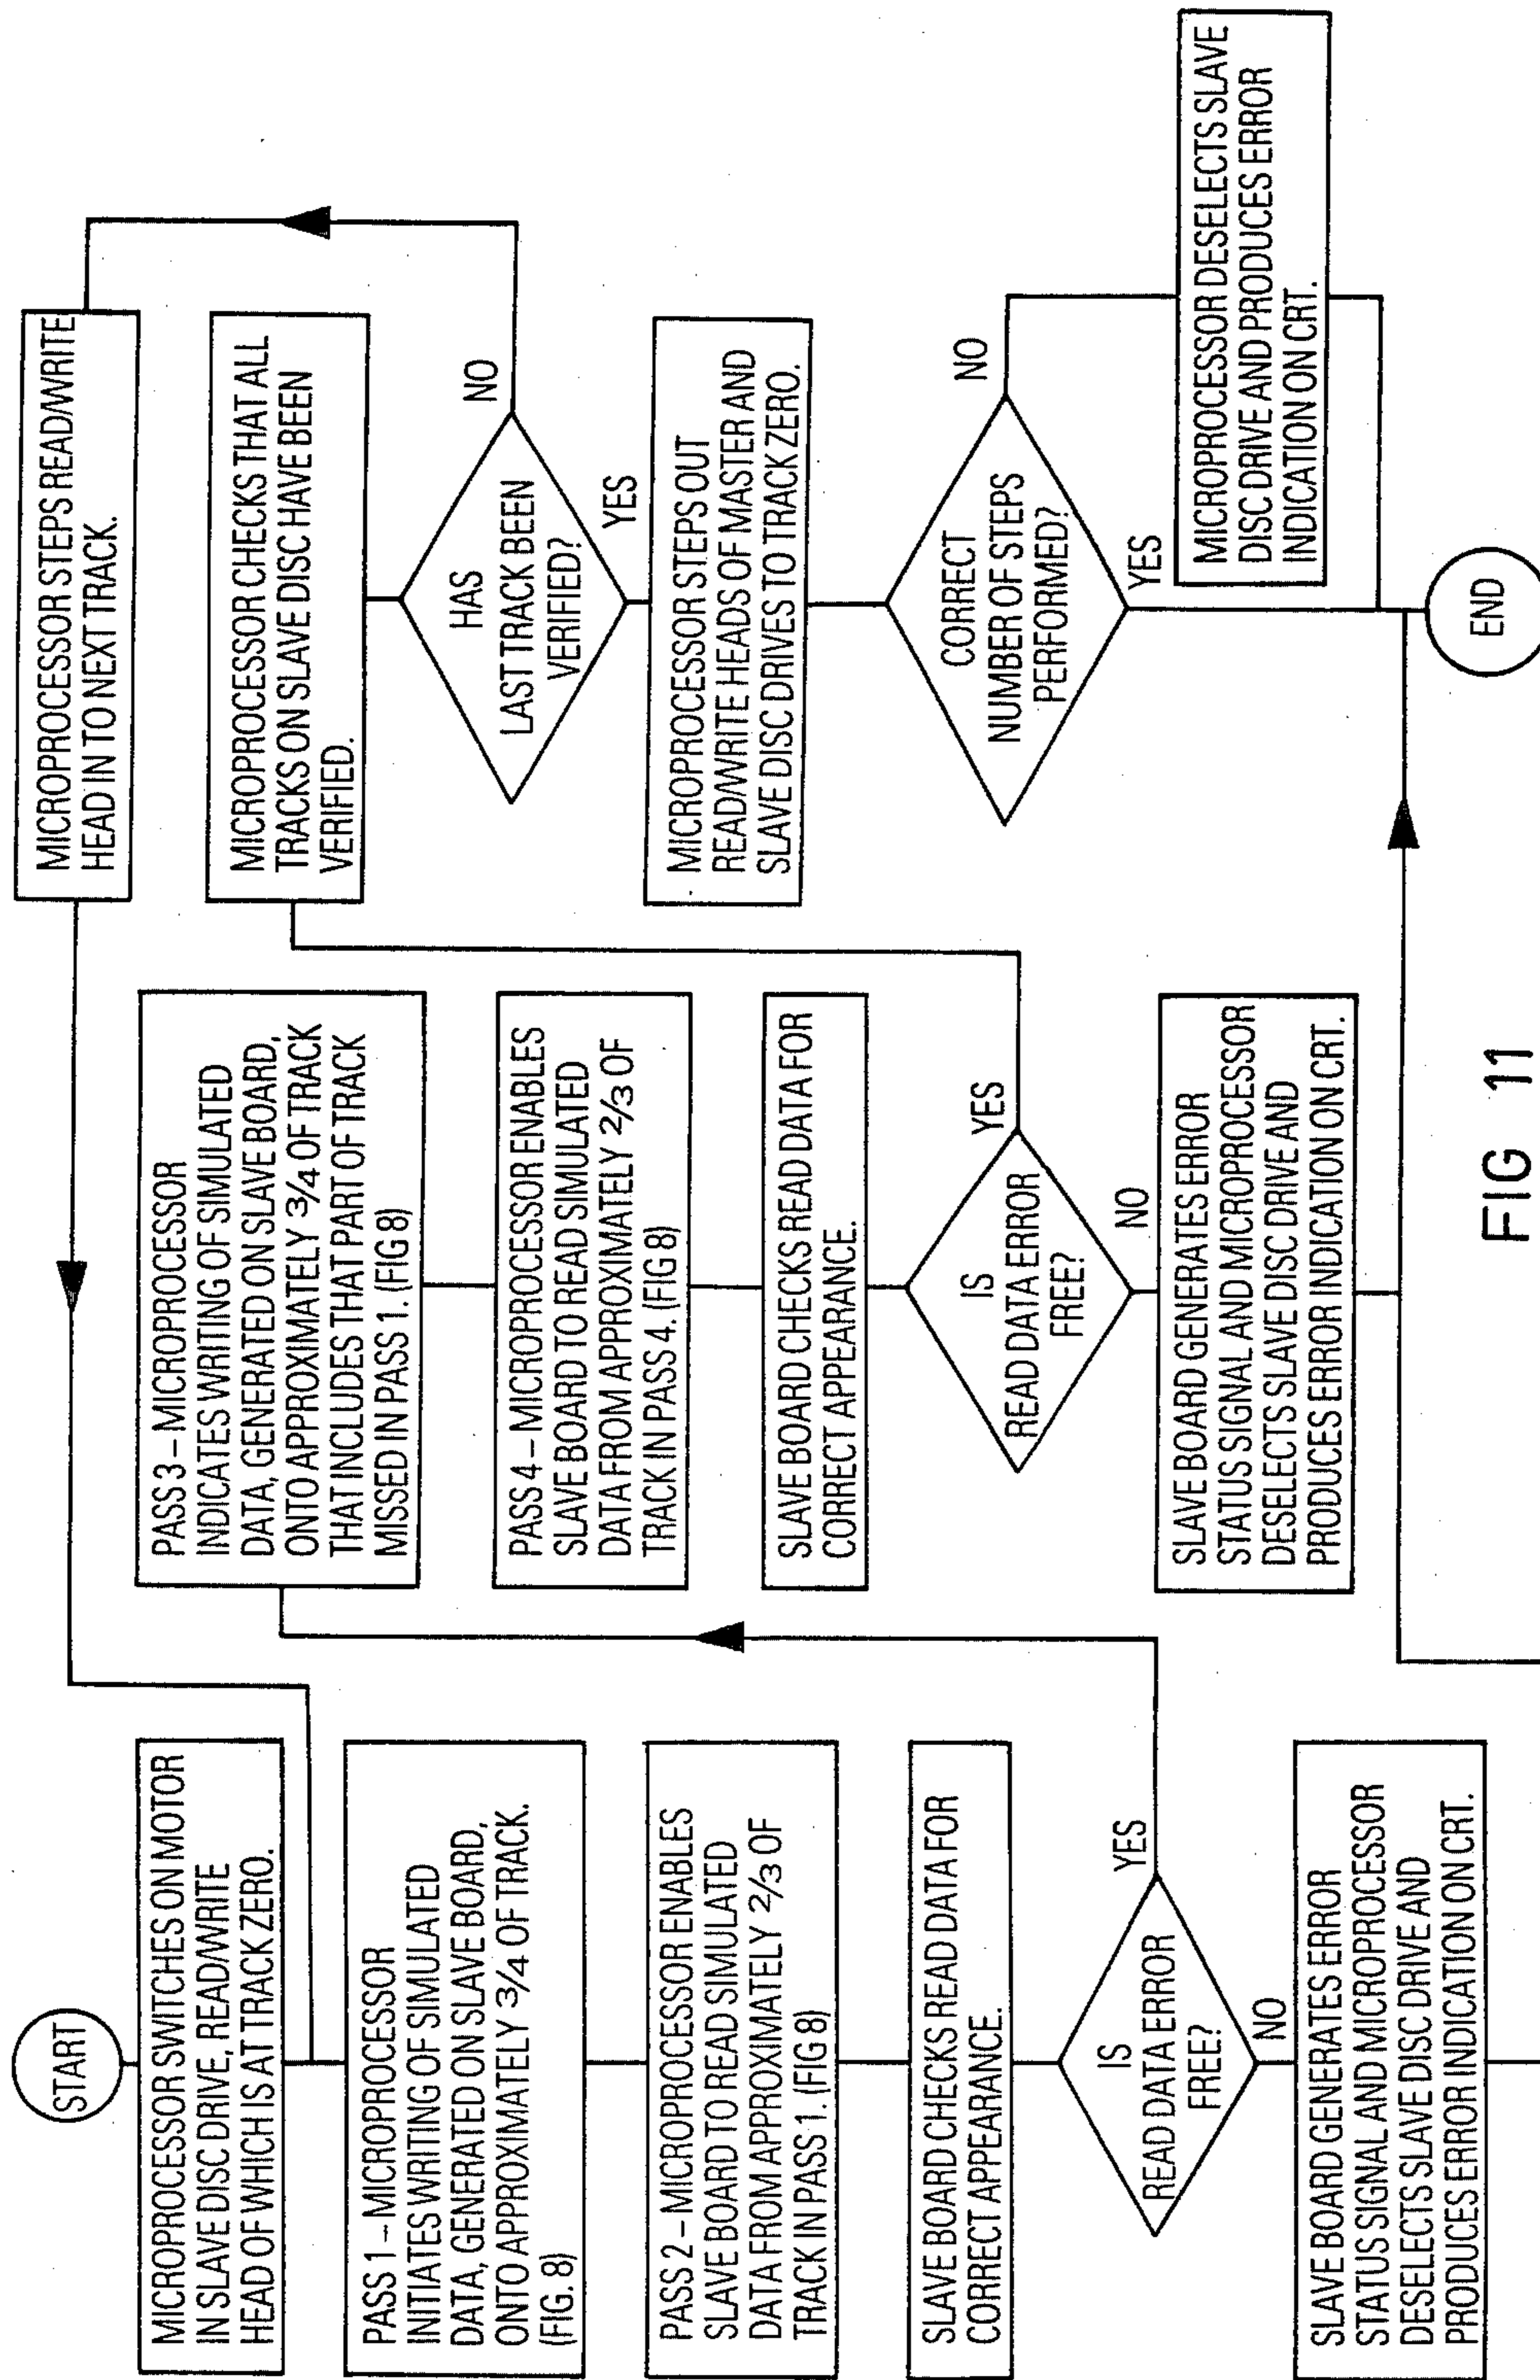 START
MICROPROCESSOR SWITCHES ON MOTOR
IN SLAVE DISC DRIVE, READ/WRITE
HEAD OF WHICH IS AT TRACK ZERO.
PASS 1 – MICROPROCESSOR
INITIATES WRITING OF SIMULATED
DATA, GENERATED ON SLAVE BOARD,
ONTO APPROXIMATELY 3/4 OF TRACK.
(FIG. 8)
PASS 2 – MICROPROCESSOR ENABLES
SLAVE BOARD TO READ SIMULATED
DATA FROM APPROXIMATELY 2/3 OF
TRACK IN PASS 1. (FIG 8)
SLAVE BOARD CHECKS READ DATA FOR
CORRECT APPEARANCE.
IS
READ DATA ERROR
FREE?
YES
NO
SLAVE BOARD GENERATES ERROR
STATUS SIGNAL AND MICROPROCESSOR
DESELECTS SLAVE DISC DRIVE AND
PRODUCES ERROR INDICATION ON CRT.
PASS 3 – MICROPROCESSOR
INDICATES WRITING OF SIMULATED
DATA, GENERATED ON SLAVE BOARD,
ONTO APPROXIMATELY 3/4 OF TRACK
THAT INCLUDES THAT PART OF TRACK
MISSED IN PASS 1. (FIG 8)
PASS 4 – MICROPROCESSOR ENABLES
SLAVE BOARD TO READ SIMULATED
DATA FROM APPROXIMATELY 2/3 OF
TRACK IN PASS 4. (FIG 8)
SLAVE BOARD CHECKS READ DATA FOR
CORRECT APPEARANCE.
IS
READ DATA ERROR
FREE?
YES
NO
SLAVE BOARD GENERATES ERROR
STATUS SIGNAL AND MICROPROCESSOR
DESELECTS SLAVE DISC DRIVE AND
PRODUCES ERROR INDICATION ON CRT.
MICROPROCESSOR STEPS READ/WRITE
HEAD IN TO NEXT TRACK.
MICROPROCESSOR CHECKS THAT ALL
TRACKS ON SLAVE DISC HAVE BEEN
VERIFIED.
HAS
LAST TRACK BEEN
VERIFIED?
NO
YES
MICROPROCESSOR STEPS OUT
READ/WRITE HEADS OF MASTER AND
SLAVE DISC DRIVES TO TRACK ZERO.
CORRECT
NUMBER OF STEPS
PERFORMED?
NO
YES
MICROPROCESSOR DESELECTS SLAVE
DISC DRIVE AND PRODUCES ERROR
INDICATION ON CRT.
END
FIG 11